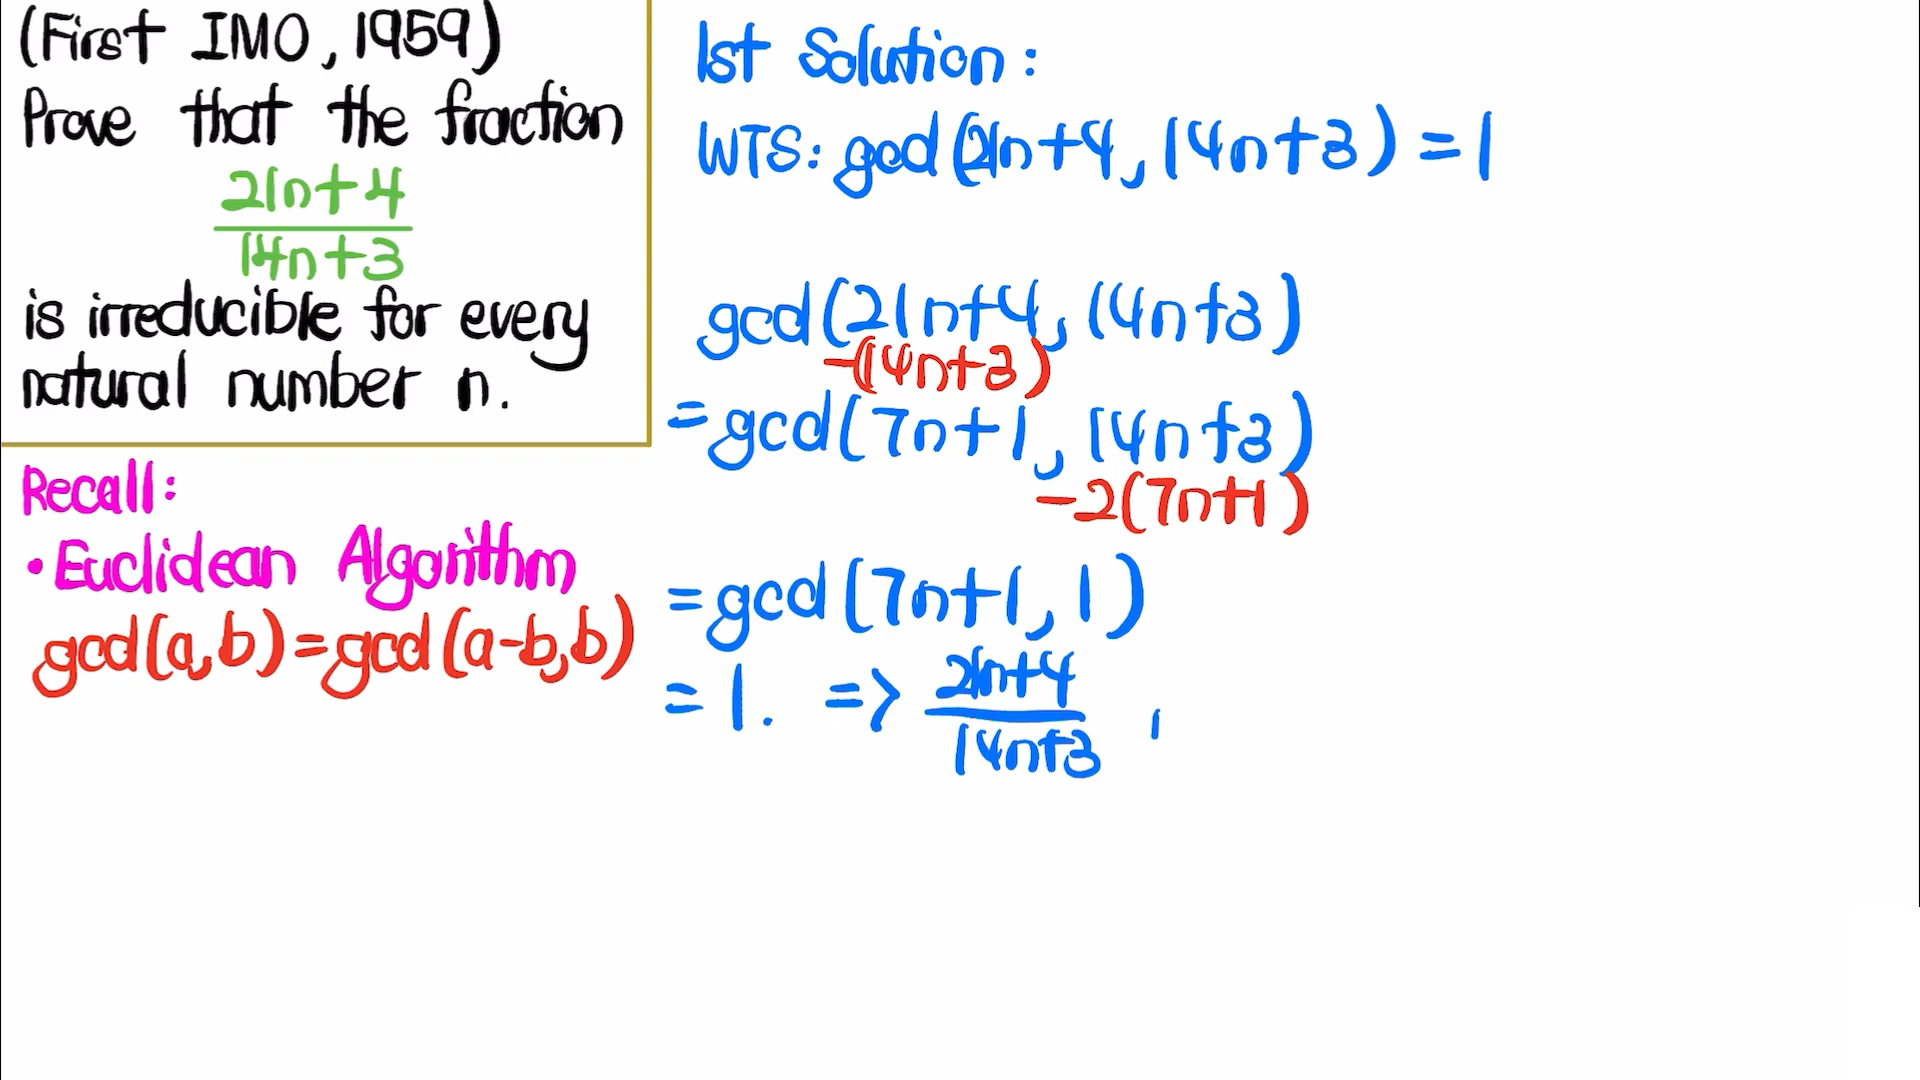 (First IMO, 1959)
Prove that the fraction
21n+4
14n+3
is irreducible for every
natural number n.
Recall:
• Euclidean Algorithm
gcd(a,b)=gcd(a-b,b)
1st Solution:
WTS: gcd(21n+4, 14n+3) = 1
gcd(21n+4, 14n+3)
-(14n+3)
= gcd(7n+1, 14n+3)
-2(7n+1)
= gcd(7n+1, 1)
= 1. => 21n+4
14n+3